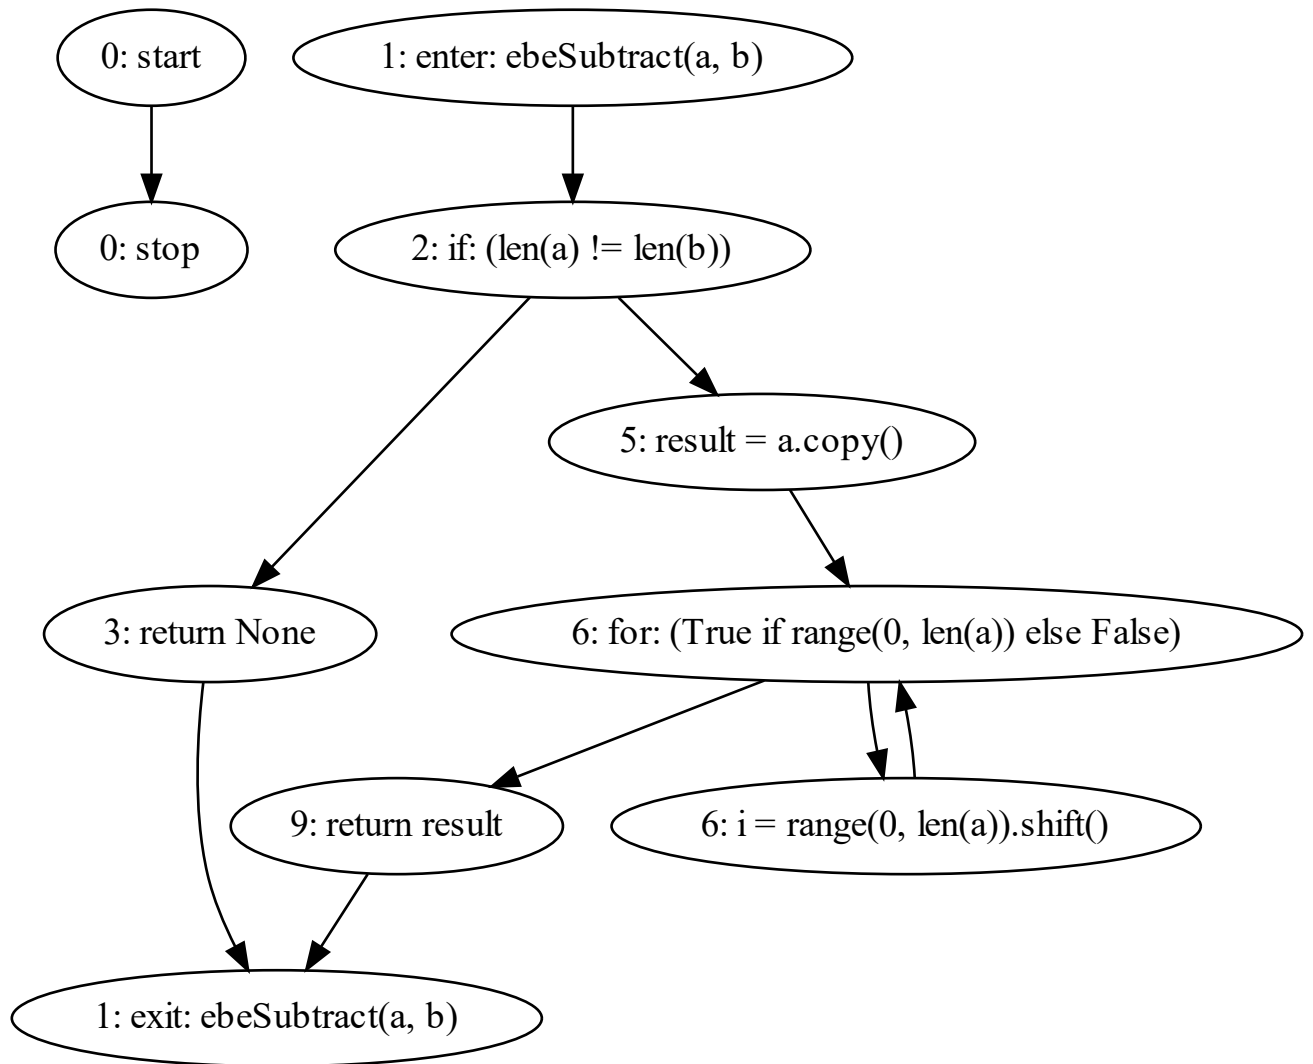 0: start
1: enter: ebeSubtract(a, b)
0: stop
2: if: (len(a) != len(b))
5: result = a.copy()
3: return None
6: for: (True if range(0, len(a)) else False)
9: return result
6: i = range(0, len(a)).shift()
1: exit: ebeSubtract(a, b)